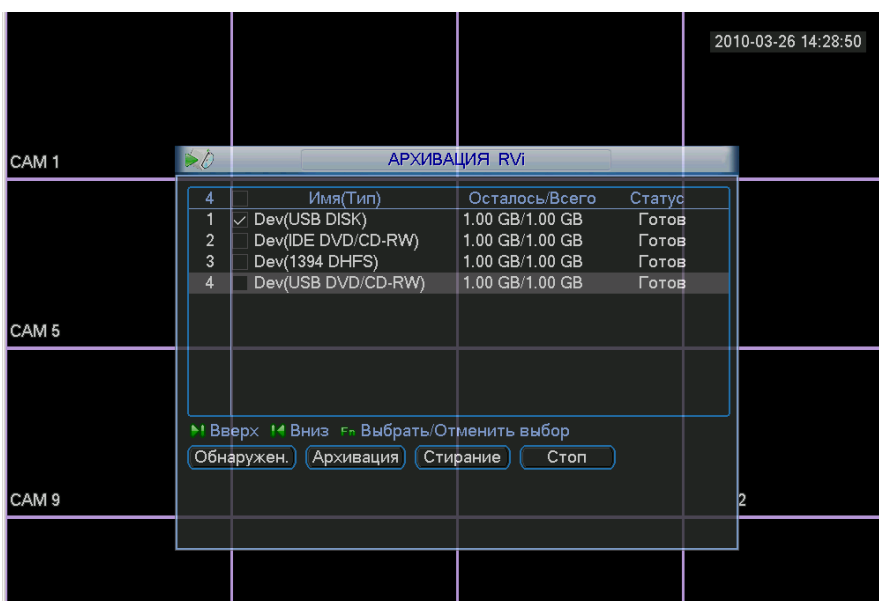 2010-03-26 14:28:50
CAM 1
АРХИВАЦИЯ RVi
4 Имя(Тип) Осталось/Всего Статус
1 Dev(USB DISK) 1.00 GB/1.00 GB Готов
2 Dev(IDE DVD/CD-RW) 1.00 GB/1.00 GB Готов
3 Dev(1394 DHFS) 1.00 GB/1.00 GB Готов
4 Dev(USB DVD/CD-RW) 1.00 GB/1.00 GB Готов
CAM 5
Вверх Вниз Fn Выбрать/Отменить выбор
Обнаружен. Архивация Стирание Стоп
CAM 9
2